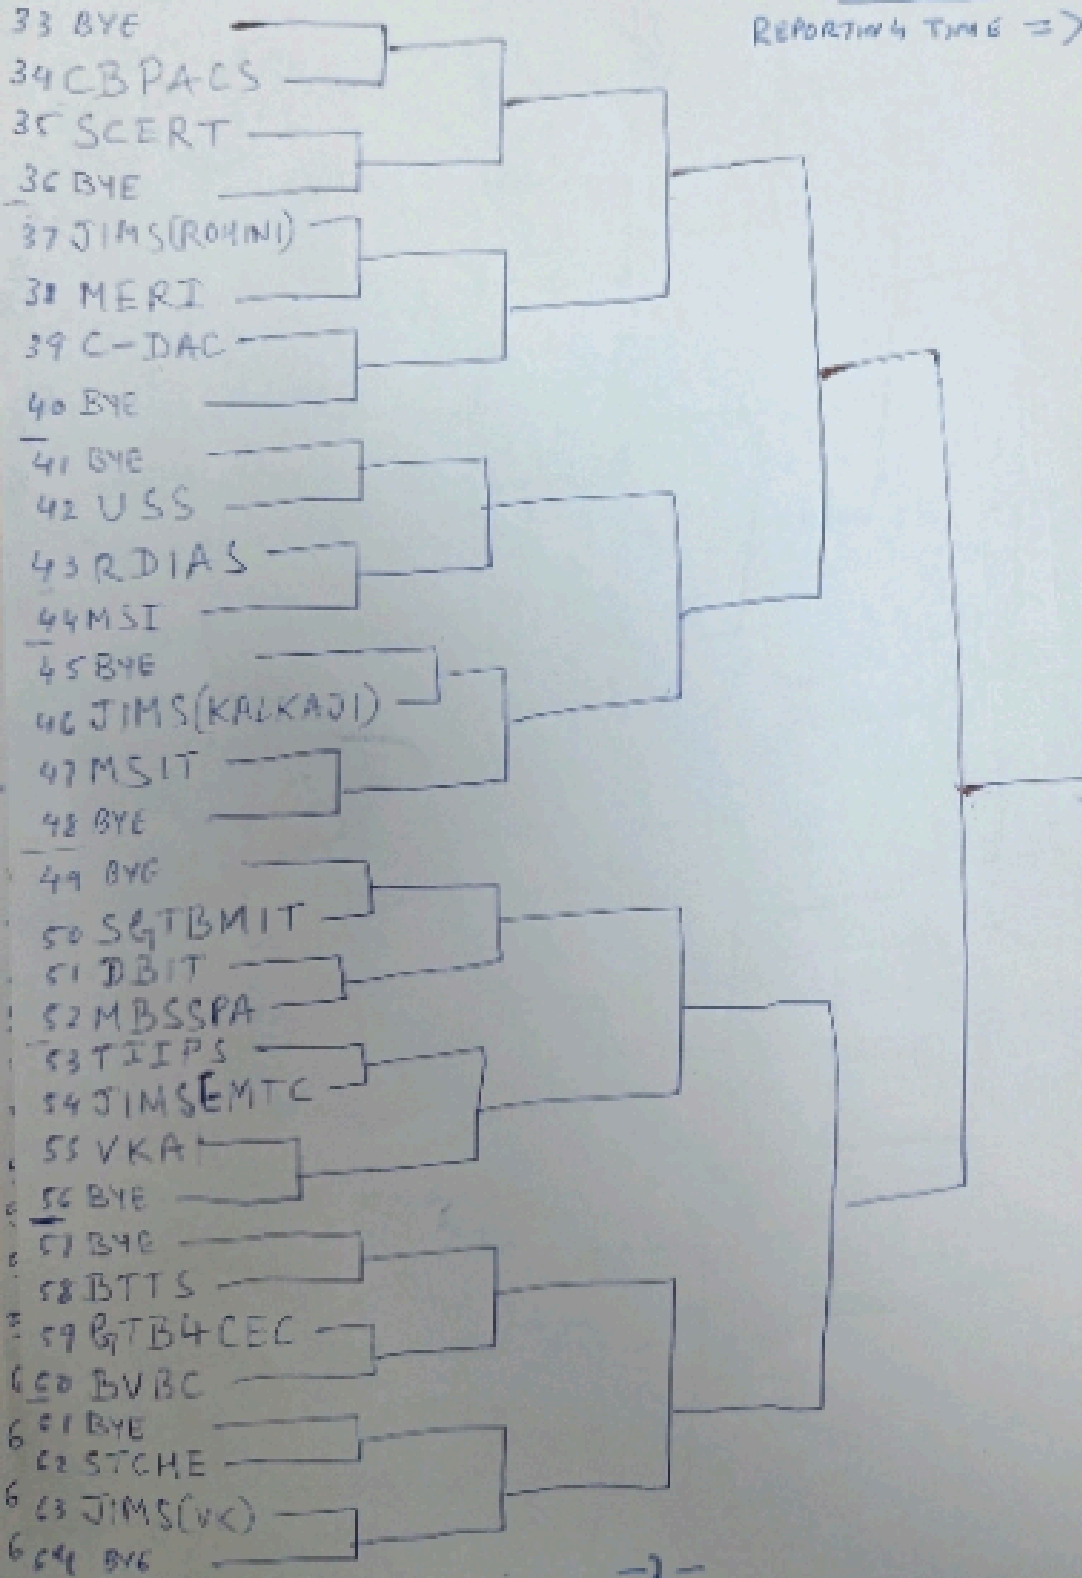 REPORTING TIME =>
33 BYE
34 CBPACS
35 SCERT
36 BYE
37 JIMS(ROHINI)
38 MERI
39 C-DAC
40 BYE
41 BYE
42 USS
43 RDIAS
44 MSI
45 BYE
46 JIMS(KALKAJI)
47 MSIT
48 BYE
49 BYE
50 SGTBMIT
51 DBIT
52 MBSSPA
53 TIIPS
54 JIMSEMTC
55 VKA
56 BYE
57 BYE
58 BTTS
59 GTB4CEC
60 BVBC
61 BYE
62 STCHE
63 JIMS(VK)
64 BYE